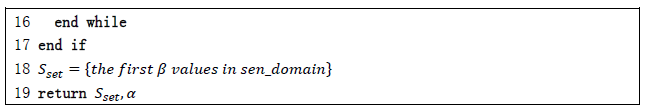 16 end while
17 end if
18 S_set = {the first β values in sen_domain}
19 return S_set, α